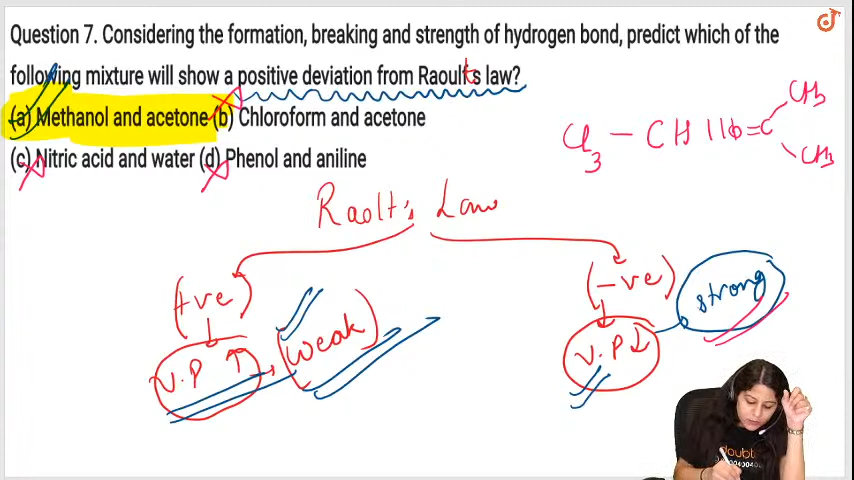 Question 7. Considering the formation, breaking and strength of hydrogen bond, predict which of the
following mixture will show a positive deviation from Raoult's law?
(a) Methanol and acetone (b) Chloroform and acetone
(c) Nitric acid and water (d) Phenol and aniline
CH3
Cl3 — CH ||| O = C
CH3
Raolt's Law
(+ve)
(-ve)
strong
V.P ↑
(weak)
V.P ↓
doubt